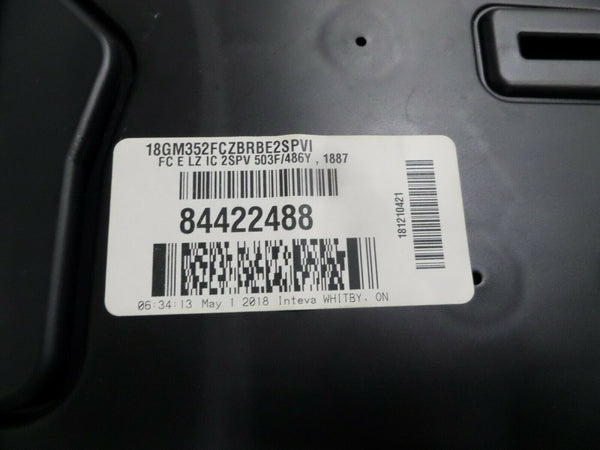 18GM352FCZBRBE2SPVI
FC E LZ IC 2SPV 503F/486Y , 1887
84422488
181210421
06:34:13 May 1 2018 Inteva WHITBY, ON